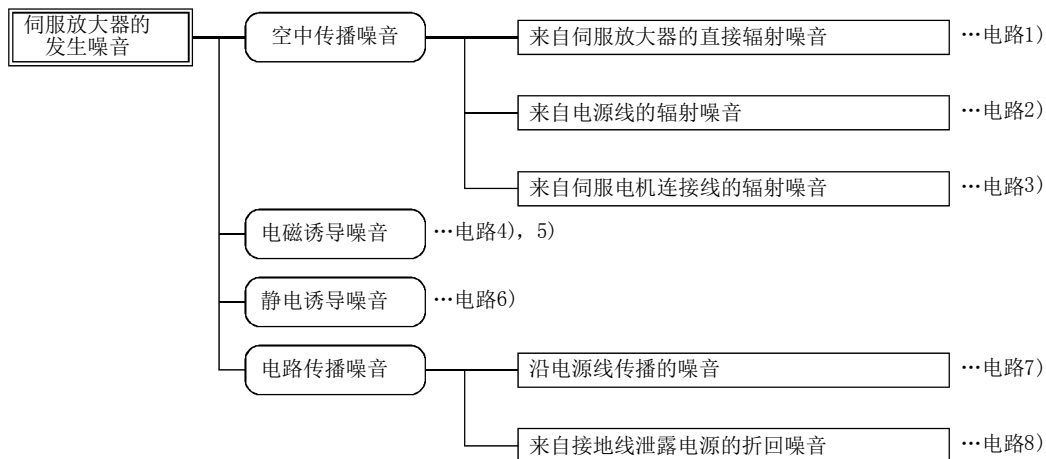 伺服放大器的
发生噪音
空中传播噪音
来自伺服放大器的直接辐射噪音
…电路1)
来自电源线的辐射噪音
…电路2)
来自伺服电机连接线的辐射噪音
…电路3)
电磁诱导噪音
…电路4), 5)
静电诱导噪音
…电路6)
电路传播噪音
沿电源线传播的噪音
…电路7)
来自接地线泄露电源的折回噪音
…电路8)